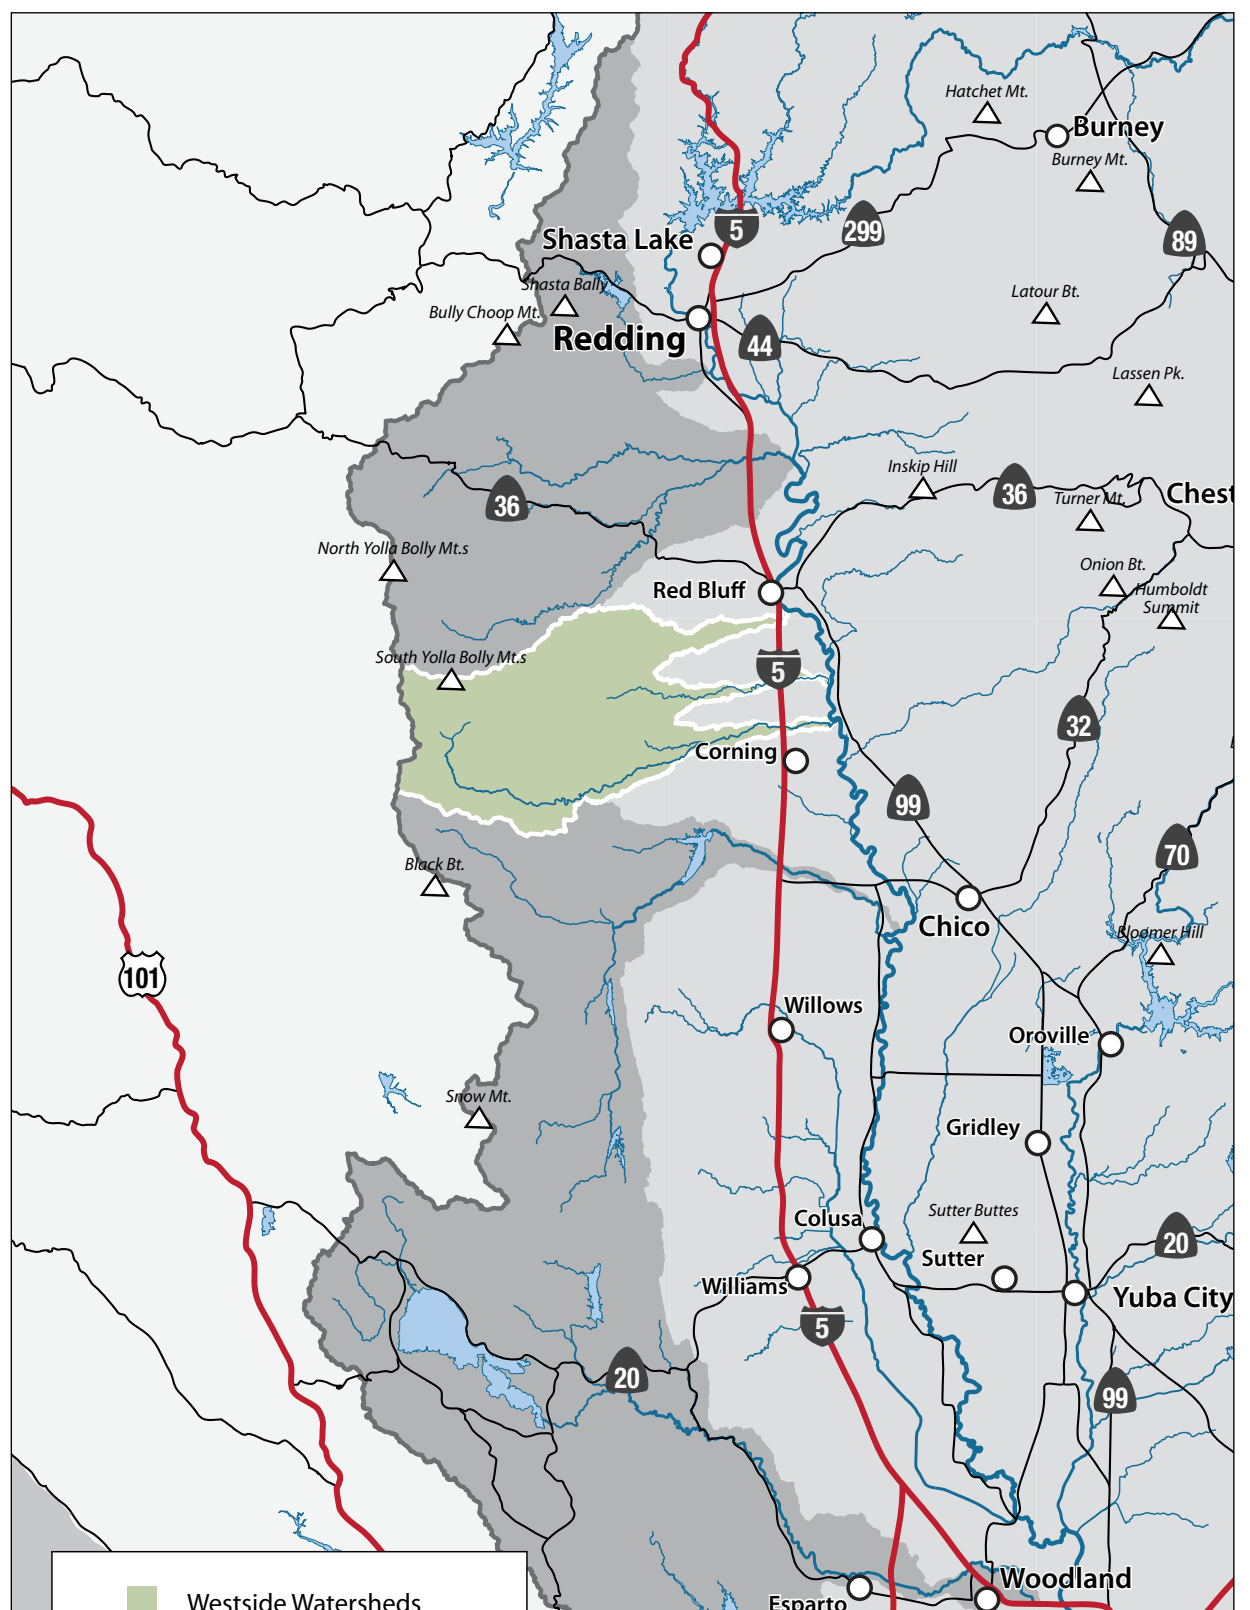 Hatchet Mt.
Burney
Burney Mt.
299
89
5
Shasta Lake
Shasta Bally
Bully Choop Mt.
Latour Bt.
Redding
44
Lassen Pk.
Inskip Hill
36
36
Turner Mt.
Chest
North Yolla Bolly Mt.s
Onion Bt.
Humboldt
Summit
Red Bluff
South Yolla Bolly Mt.s
5
32
Corning
99
70
Black Bt.
Chico
Bloomer Hill
101
Willows
Oroville
Snow Mt.
Gridley
Colusa
Sutter Buttes
20
Sutter
Williams
Yuba City
5
20
99
Woodland
Esparto
Westside Watersheds